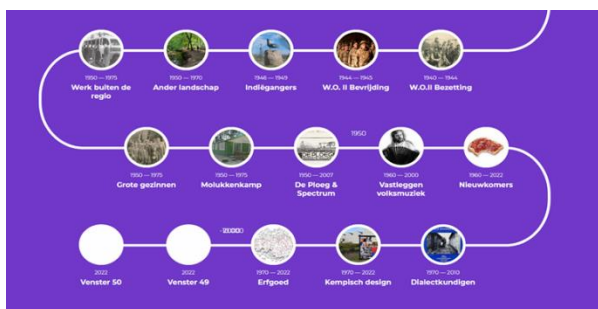 1950 — 1975
Werk buiten de
regio
1950 — 1970
Ander landschap
1946 — 1949
Indiëgangers
1944 — 1945
W.O. II Bevrijding
1940 — 1944
W.O.II Bezetting
1950 — 1975
Grote gezinnen
1950 — 1975
Molukkenkamp
1950 — 2007
De Ploeg &
Spectrum
1950
1960 — 2000
Vastleggen
volksmuziek
1960 — 2022
Nieuwkomers
2022
Venster 50
2022
Venster 49
1970 — 2022
Erfgoed
1970 — 2022
Kempisch design
1970 — 2010
Dialectkundigen